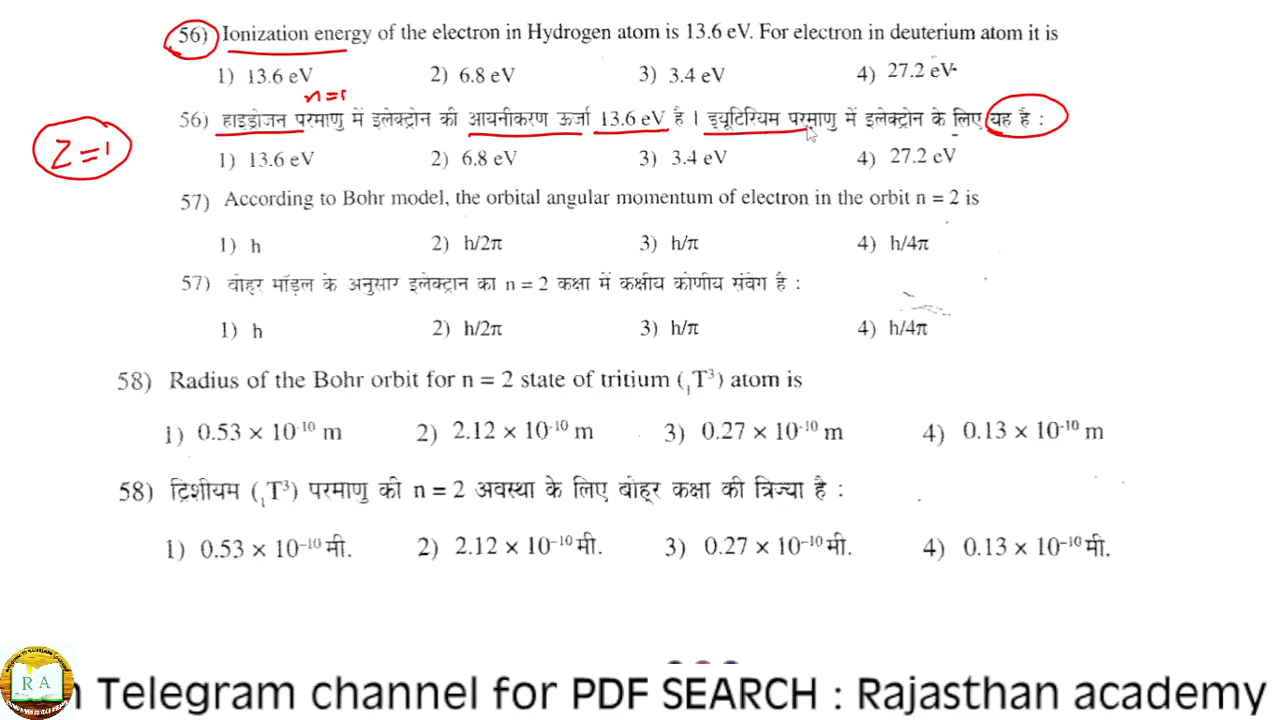 56) Ionization energy of the electron in Hydrogen atom is 13.6 eV. For electron in deuterium atom it is
1) 13.6 eV 2) 6.8 eV 3) 3.4 eV 4) 27.2 eV
n=1
56) हाइड्रोजन परमाणु में इलेक्ट्रोन की आयनीकरण ऊर्जा 13.6 eV है । ड्यूटिरियम परमाणु में इलेक्ट्रोन के लिए यह है :
Z=1
1) 13.6 eV 2) 6.8 eV 3) 3.4 eV 4) 27.2 eV
57) According to Bohr model, the orbital angular momentum of electron in the orbit n = 2 is
1) h 2) h/2π 3) h/π 4) h/4π
57) बोह्र मॉड़ल के अनुसार इलेक्ट्रान का n = 2 कक्षा में कक्षीय कोणीय संवेग है :
1) h 2) h/2π 3) h/π 4) h/4π
58) Radius of the Bohr orbit for n = 2 state of tritium (₁T³) atom is
1) 0.53 × 10⁻¹⁰ m 2) 2.12 × 10⁻¹⁰ m 3) 0.27 × 10⁻¹⁰ m 4) 0.13 × 10⁻¹⁰ m
58) ट्रिशीयम (₁T³) परमाणु की n = 2 अवस्था के लिए बोह्र कक्षा की त्रिज्या है :
1) 0.53 × 10⁻¹⁰ मी. 2) 2.12 × 10⁻¹⁰ मी. 3) 0.27 × 10⁻¹⁰ मी. 4) 0.13 × 10⁻¹⁰ मी.
R A
n Telegram channel for PDF SEARCH : Rajasthan academy